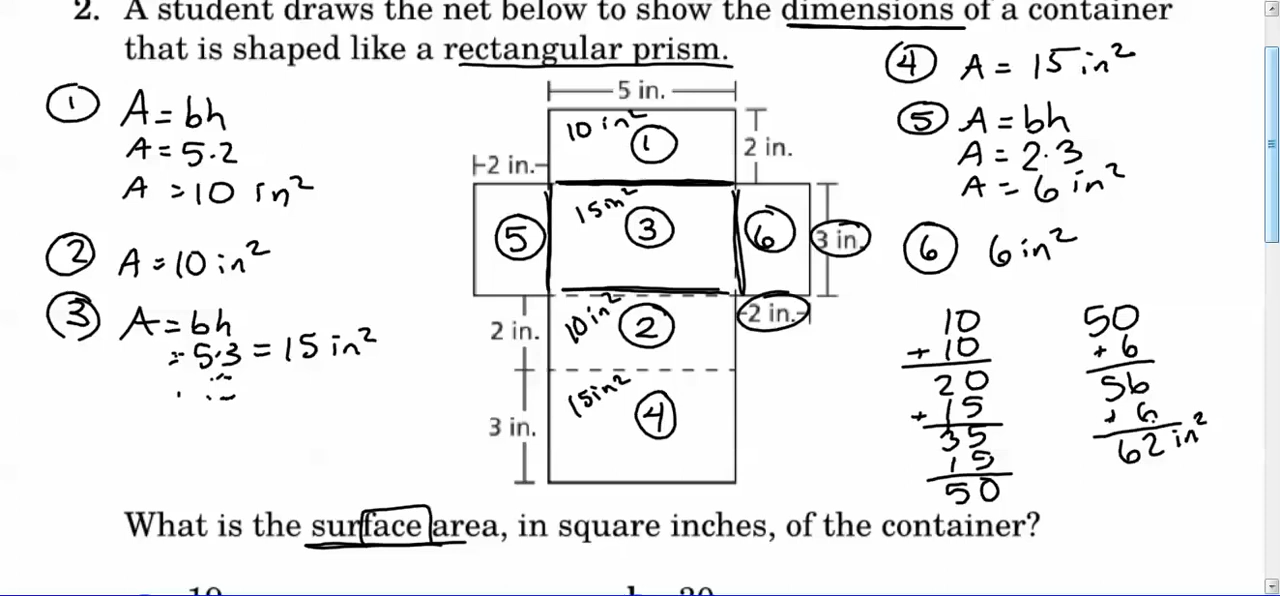 2. A student draws the net below to show the dimensions of a container
that is shaped like a rectangular prism.
① A = bh
A = 5·2
A = 10 in²
② A = 10 in²
③ A = bh
= 5·3 = 15 in²
5 in.
10 in²
①
2 in.
2 in.
⑤
15 in²
③
⑥
3 in.
2 in.
10 in²
②
2 in.
15 in²
④
3 in.
④ A = 15 in²
⑤ A = bh
A = 2·3
A = 6 in²
⑥ 6 in²
10
+ 10
20
+ 15
35
15
50
50
+ 6
56
+ 6
62 in²
What is the surface area, in square inches, of the container?